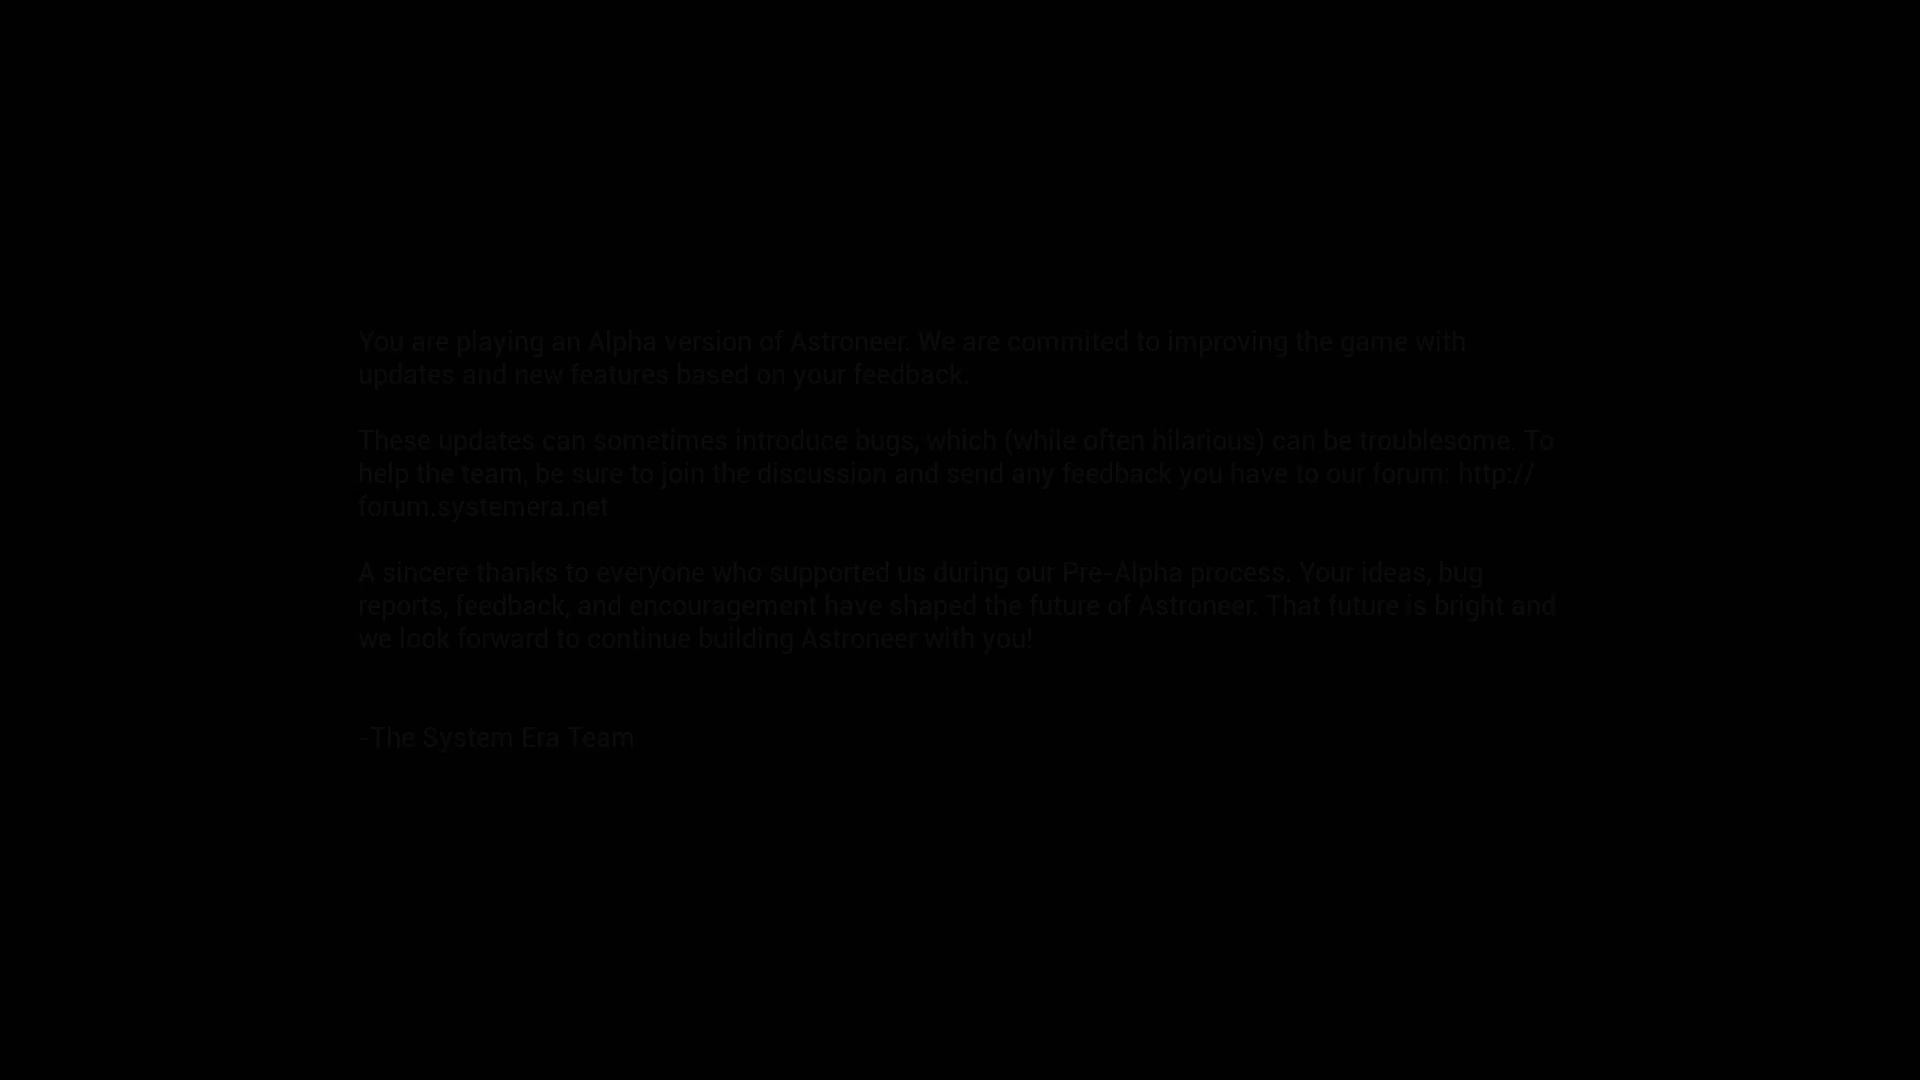 You are playing an Alpha version of Astroneer. We are commited to improving the game with
updates and new features based on your feedback.
These updates can sometimes introduce bugs, which (while often hilarious) can be troublesome. To
help the team, be sure to join the discussion and send any feedback you have to our forum: http://
forum.systemera.net
A sincere thanks to everyone who supported us during our Pre-Alpha process. Your ideas, bug
reports, feedback, and encouragement have shaped the future of Astroneer. That future is bright and
we look forward to continue building Astroneer with you!
-The System Era Team